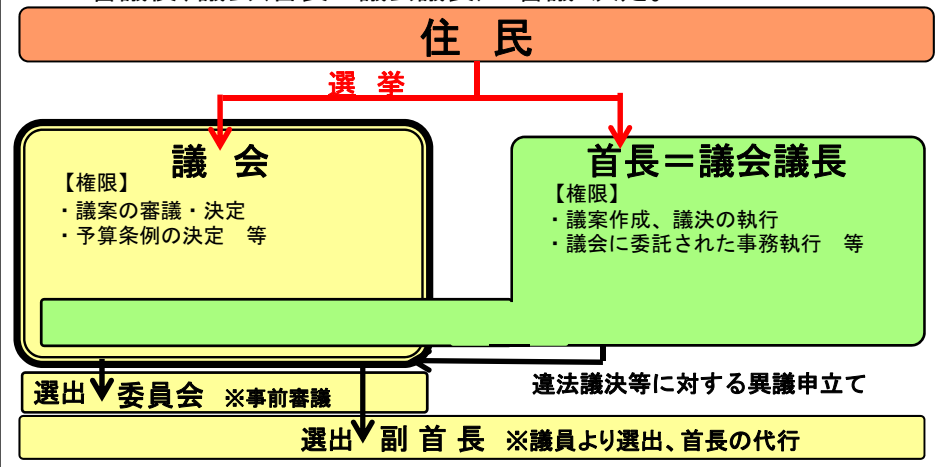 住 民
選 挙
議 会
【権限】
・議案の審議・決定
・予算条例の決定 等
首長＝議会議長
【権限】
・議案作成、議決の執行
・議会に委託された事務執行 等
違法議決等に対する異議申立て
選出 委員会 ※事前審議
選出 副 首 長 ※議員より選出、首長の代行